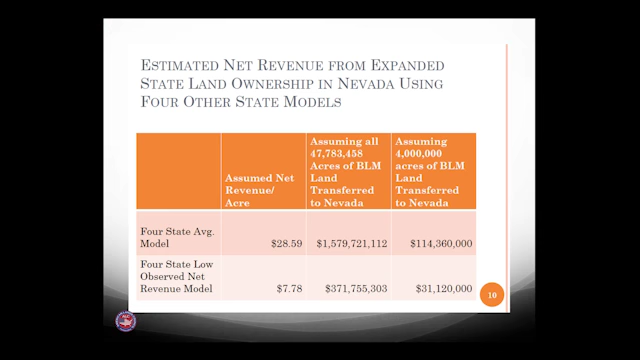 ESTIMATED NET REVENUE FROM EXPANDED
STATE LAND OWNERSHIP IN NEVADA USING
FOUR OTHER STATE MODELS
Assumed Net
Revenue/
Acre
Assuming all
47,783,458
Acres of BLM
Land
Transferred
to Nevada
Assuming
4,000,000
acres of BLM
Land
Transferred
to Nevada
Four State Avg.
Model
$28.59
$1,579,721,112
$114,360,000
Four State Low
Observed Net
Revenue Model
$7.78
$371,755,303
$31,120,000
10